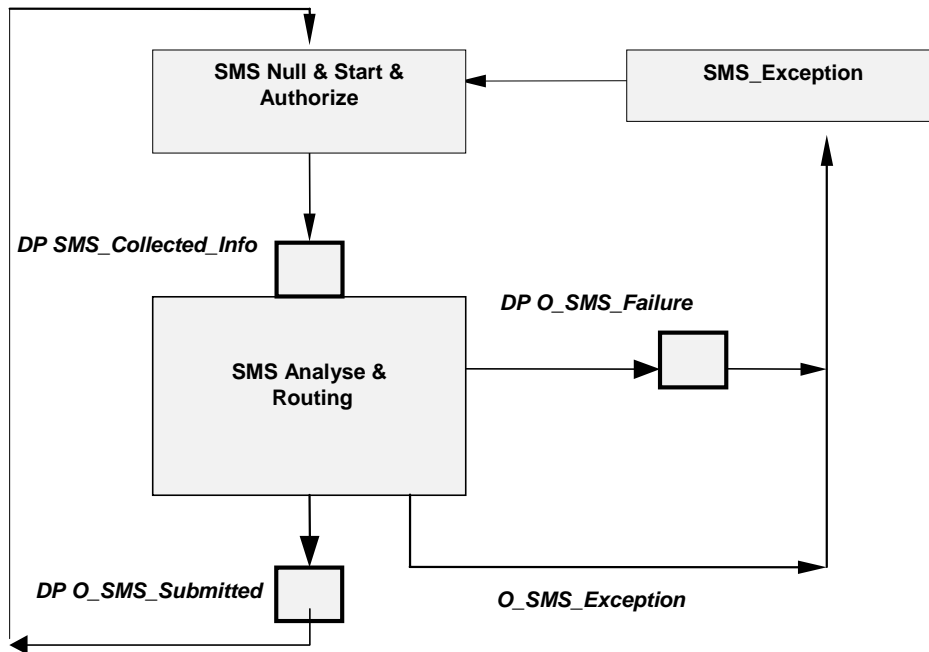 SMS Null & Start &
Authorize
SMS_Exception
DP SMS_Collected_Info
DP O_SMS_Failure
SMS Analyse &
Routing
DP O_SMS_Submitted
O_SMS_Exception